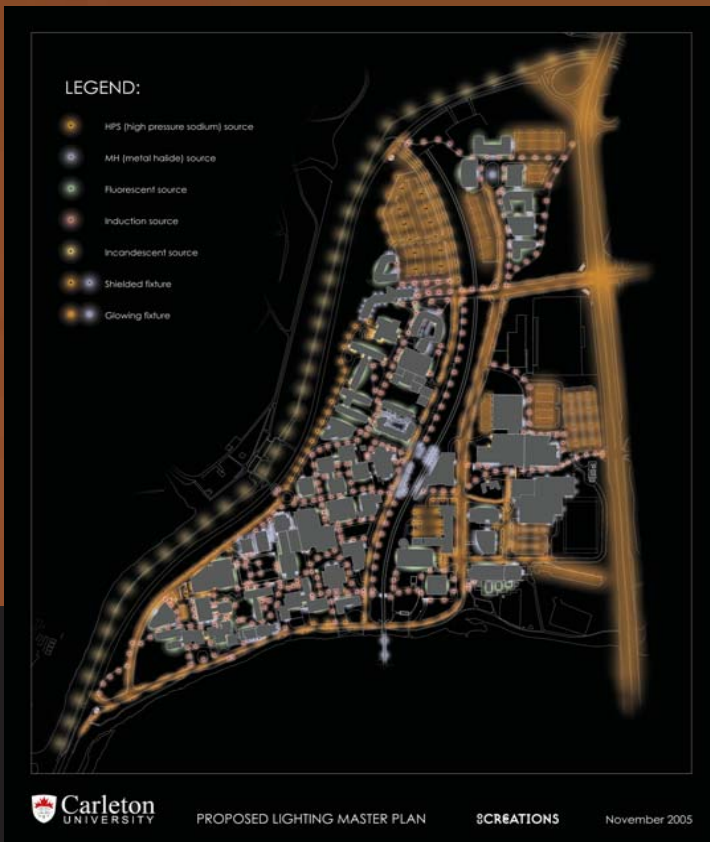 LEGEND:
HPS (high pressure sodium) source
MH (metal halide) source
Fluorescent source
Induction source
Incandescent source
Shielded fixture
Glowing fixture
Carleton
UNIVERSITY
PROPOSED LIGHTING MASTER PLAN
CREATIONS
November 2005